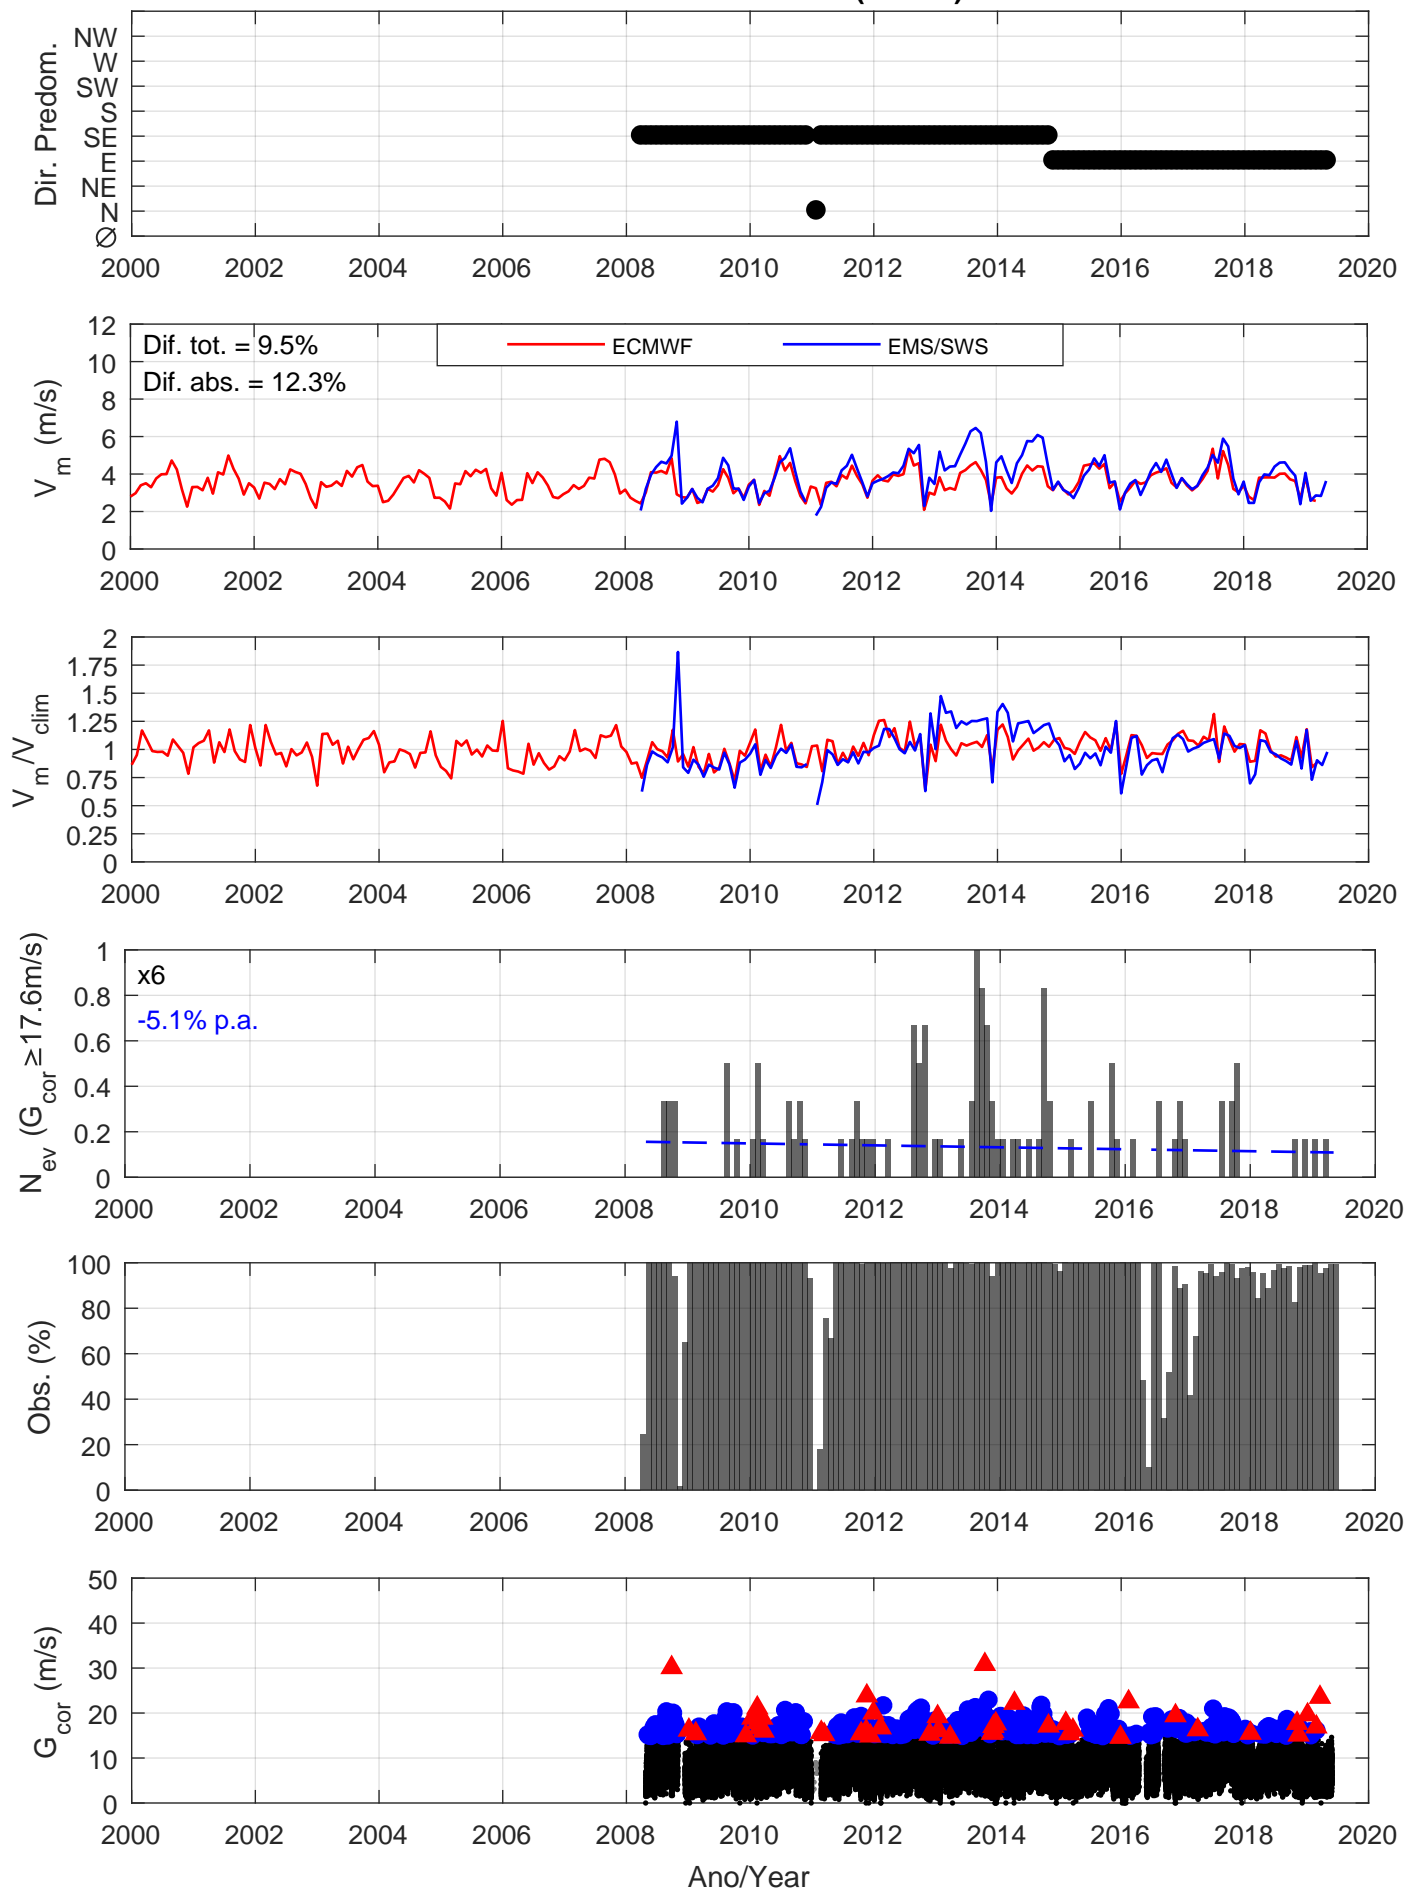 NW
W
SW
S
SE
E
NE
N
Ø
Dir. Predom.
2000 2002 2004 2006 2008 2010 2012 2014 2016 2018 2020
12
10
8
6
4
2
0
V_m (m/s)
Dif. tot. = 9.5%
Dif. abs. = 12.3%
ECMWF EMS/SWS
2000 2002 2004 2006 2008 2010 2012 2014 2016 2018 2020
2
1.75
1.5
1.25
1
0.75
0.5
0.25
0
V_m/V_clim
2000 2002 2004 2006 2008 2010 2012 2014 2016 2018 2020
1
0.8
0.6
0.4
0.2
0
N_ev (G_cor ≥17.6m/s)
x6
-5.1% p.a.
2000 2002 2004 2006 2008 2010 2012 2014 2016 2018 2020
100
80
60
40
20
0
Obs. (%)
2000 2002 2004 2006 2008 2010 2012 2014 2016 2018 2020
50
40
30
20
10
0
G_cor (m/s)
2000 2002 2004 2006 2008 2010 2012 2014 2016 2018 2020
Ano/Year